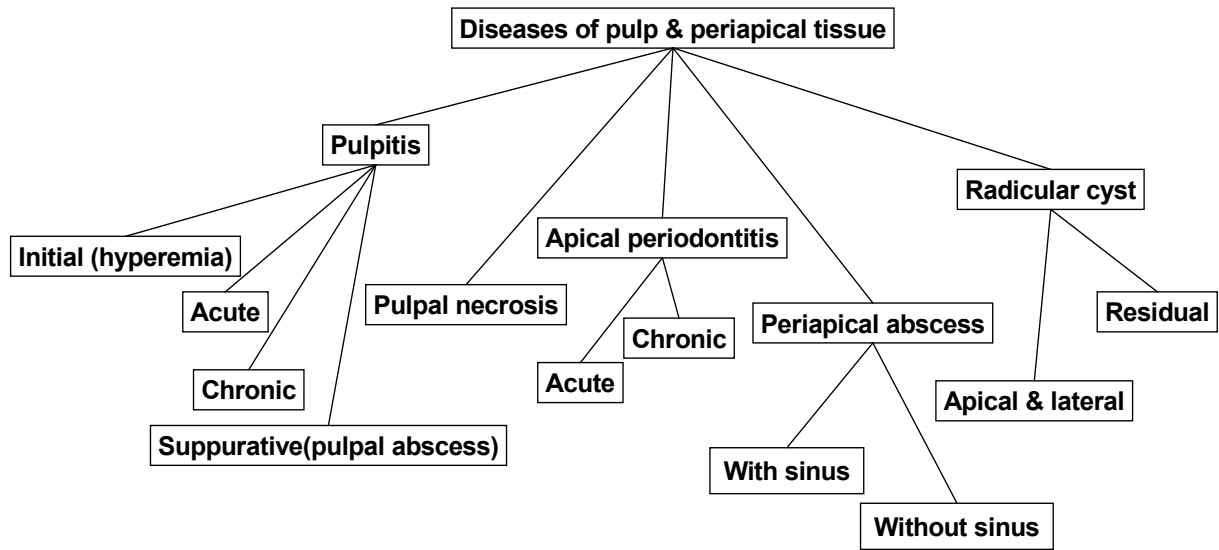 Diseases of pulp & periapical tissue
Pulpitis
Radicular cyst
Initial (hyperemia)
Apical periodontitis
Acute
Pulpal necrosis
Periapical abscess
Residual
Chronic
Chronic
Acute
Apical & lateral
Suppurative(pulpal abscess)
With sinus
Without sinus